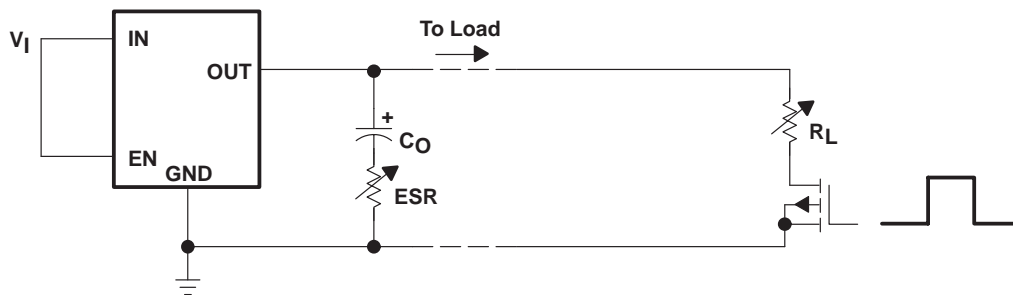 To Load
V_I
IN
OUT
+
C_O
R_L
EN
GND
ESR